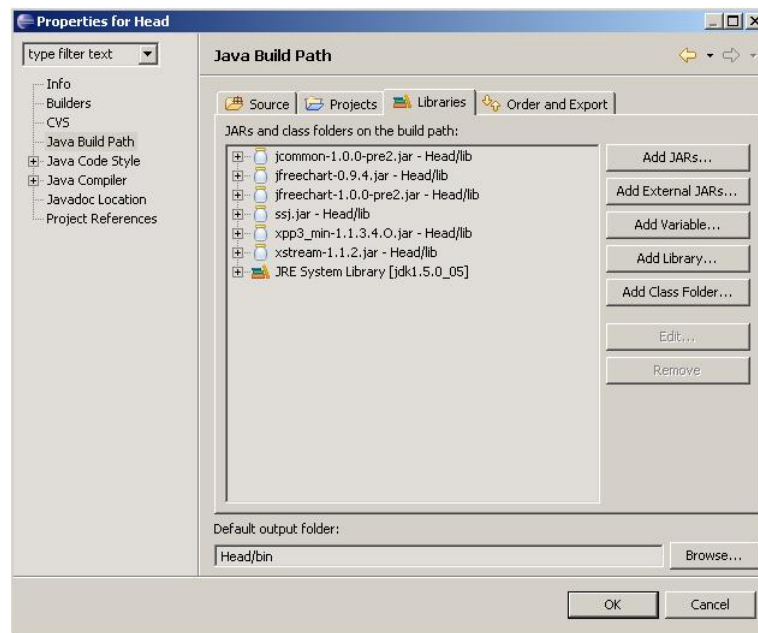 Properties for Head
type filter text
Info
Builders
CVS
Java Build Path
Java Code Style
Java Compiler
Javadoc Location
Project References
Java Build Path
Source
Projects
Libraries
Order and Export
JARs and class folders on the build path:
jcommon-1.0.0-pre2.jar - Head/lib
jfreechart-0.9.4.jar - Head/lib
jfreechart-1.0.0-pre2.jar - Head/lib
ssj.jar - Head/lib
xpp3_min-1.1.3.4.O.jar - Head/lib
xstream-1.1.2.jar - Head/lib
JRE System Library [jdk1.5.0_05]
Add JARs...
Add External JARs...
Add Variable...
Add Library...
Add Class Folder...
Edit...
Remove
Default output folder:
Head/bin
Browse...
OK
Cancel